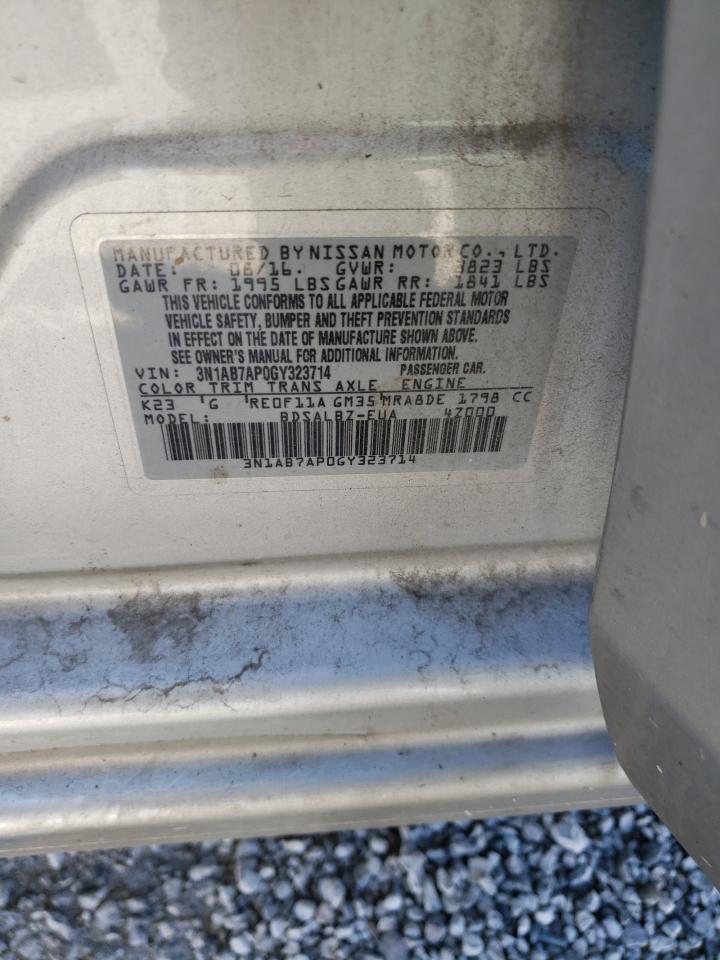 MANUFACTURED BY NISSAN MOTOR CO., LTD.
DATE: 08/16. GVWR: 3823 LBS
GAWR FR: 1995 LBS GAWR RR: 1841 LBS
THIS VEHICLE CONFORMS TO ALL APPLICABLE FEDERAL MOTOR
VEHICLE SAFETY, BUMPER AND THEFT PREVENTION STANDARDS
IN EFFECT ON THE DATE OF MANUFACTURE SHOWN ABOVE.
SEE OWNER'S MANUAL FOR ADDITIONAL INFORMATION.
VIN: 3N1AB7AP0GY323714 PASSENGER CAR.
COLOR TRIM TRANS AXLE ENGINE
K23 G RE0F11A GM35 MRA8DE 1798 CC
MODEL: BDSALBZ-EUA 4Z000
3N1AB7AP0GY323714